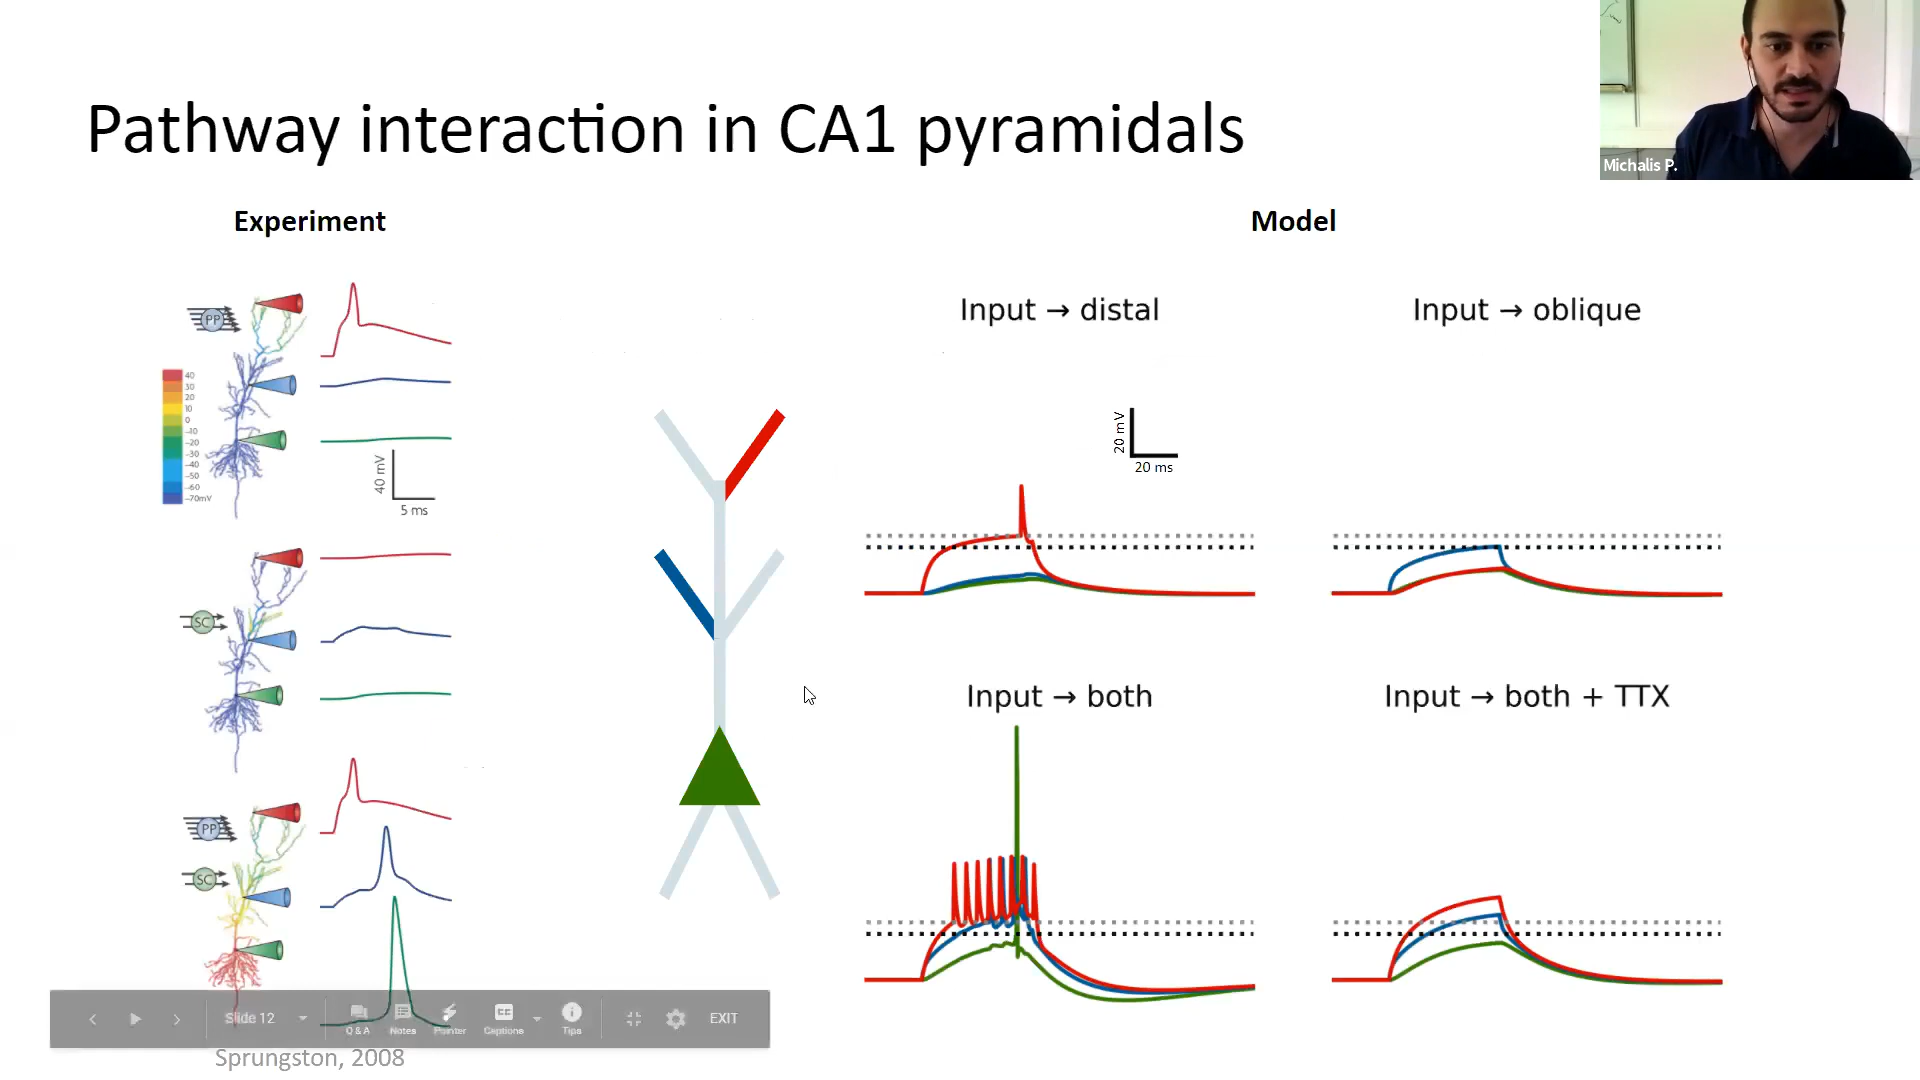 Michalis P.
Pathway interaction in CA1 pyramidals
Experiment
Model
PP
40
30
20
10
0
-10
-20
-30
-40
-50
-60
-70mV
40 mV
5 ms
SC
PP
SC
Input → distal
Input → oblique
20 mV
20 ms
Input → both
Input → both + TTX
Slide 12
Q & A
Notes
Pointer
CC
Captions
Tips
EXIT
Sprungston, 2008